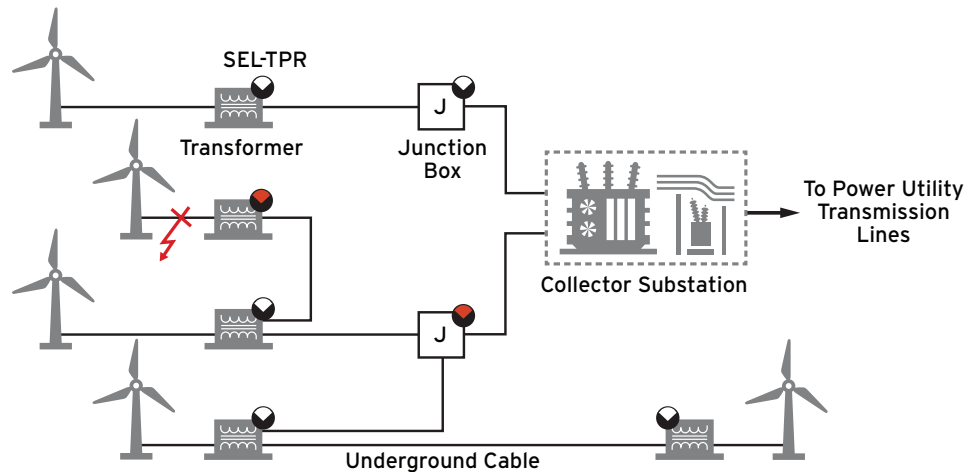 SEL-TPR
J
Transformer
Junction
Box
To Power Utility
Transmission
Lines
Collector Substation
J
Underground Cable